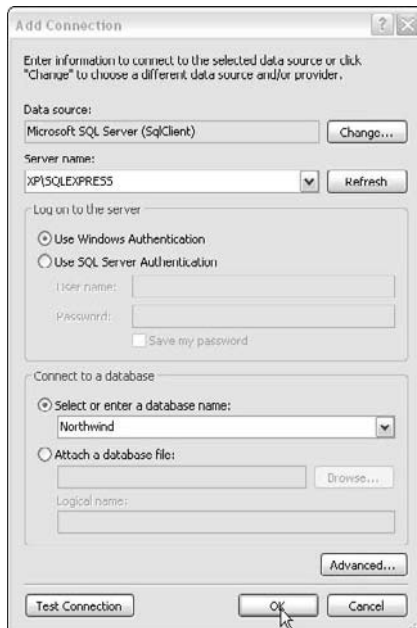 Add Connection
Enter information to connect to the selected data source or click
"Change" to choose a different data source and/or provider.
Data source:
Microsoft SQL Server (SqlClient)
Change...
Server name:
XP\SQLEXPRESS
Refresh
Log on to the server
Use Windows Authentication
Use SQL Server Authentication
User name:
Password:
Save my password
Connect to a database
Select or enter a database name:
Northwind
Attach a database file:
Browse...
Logical name:
Advanced...
Test Connection
OK
Cancel